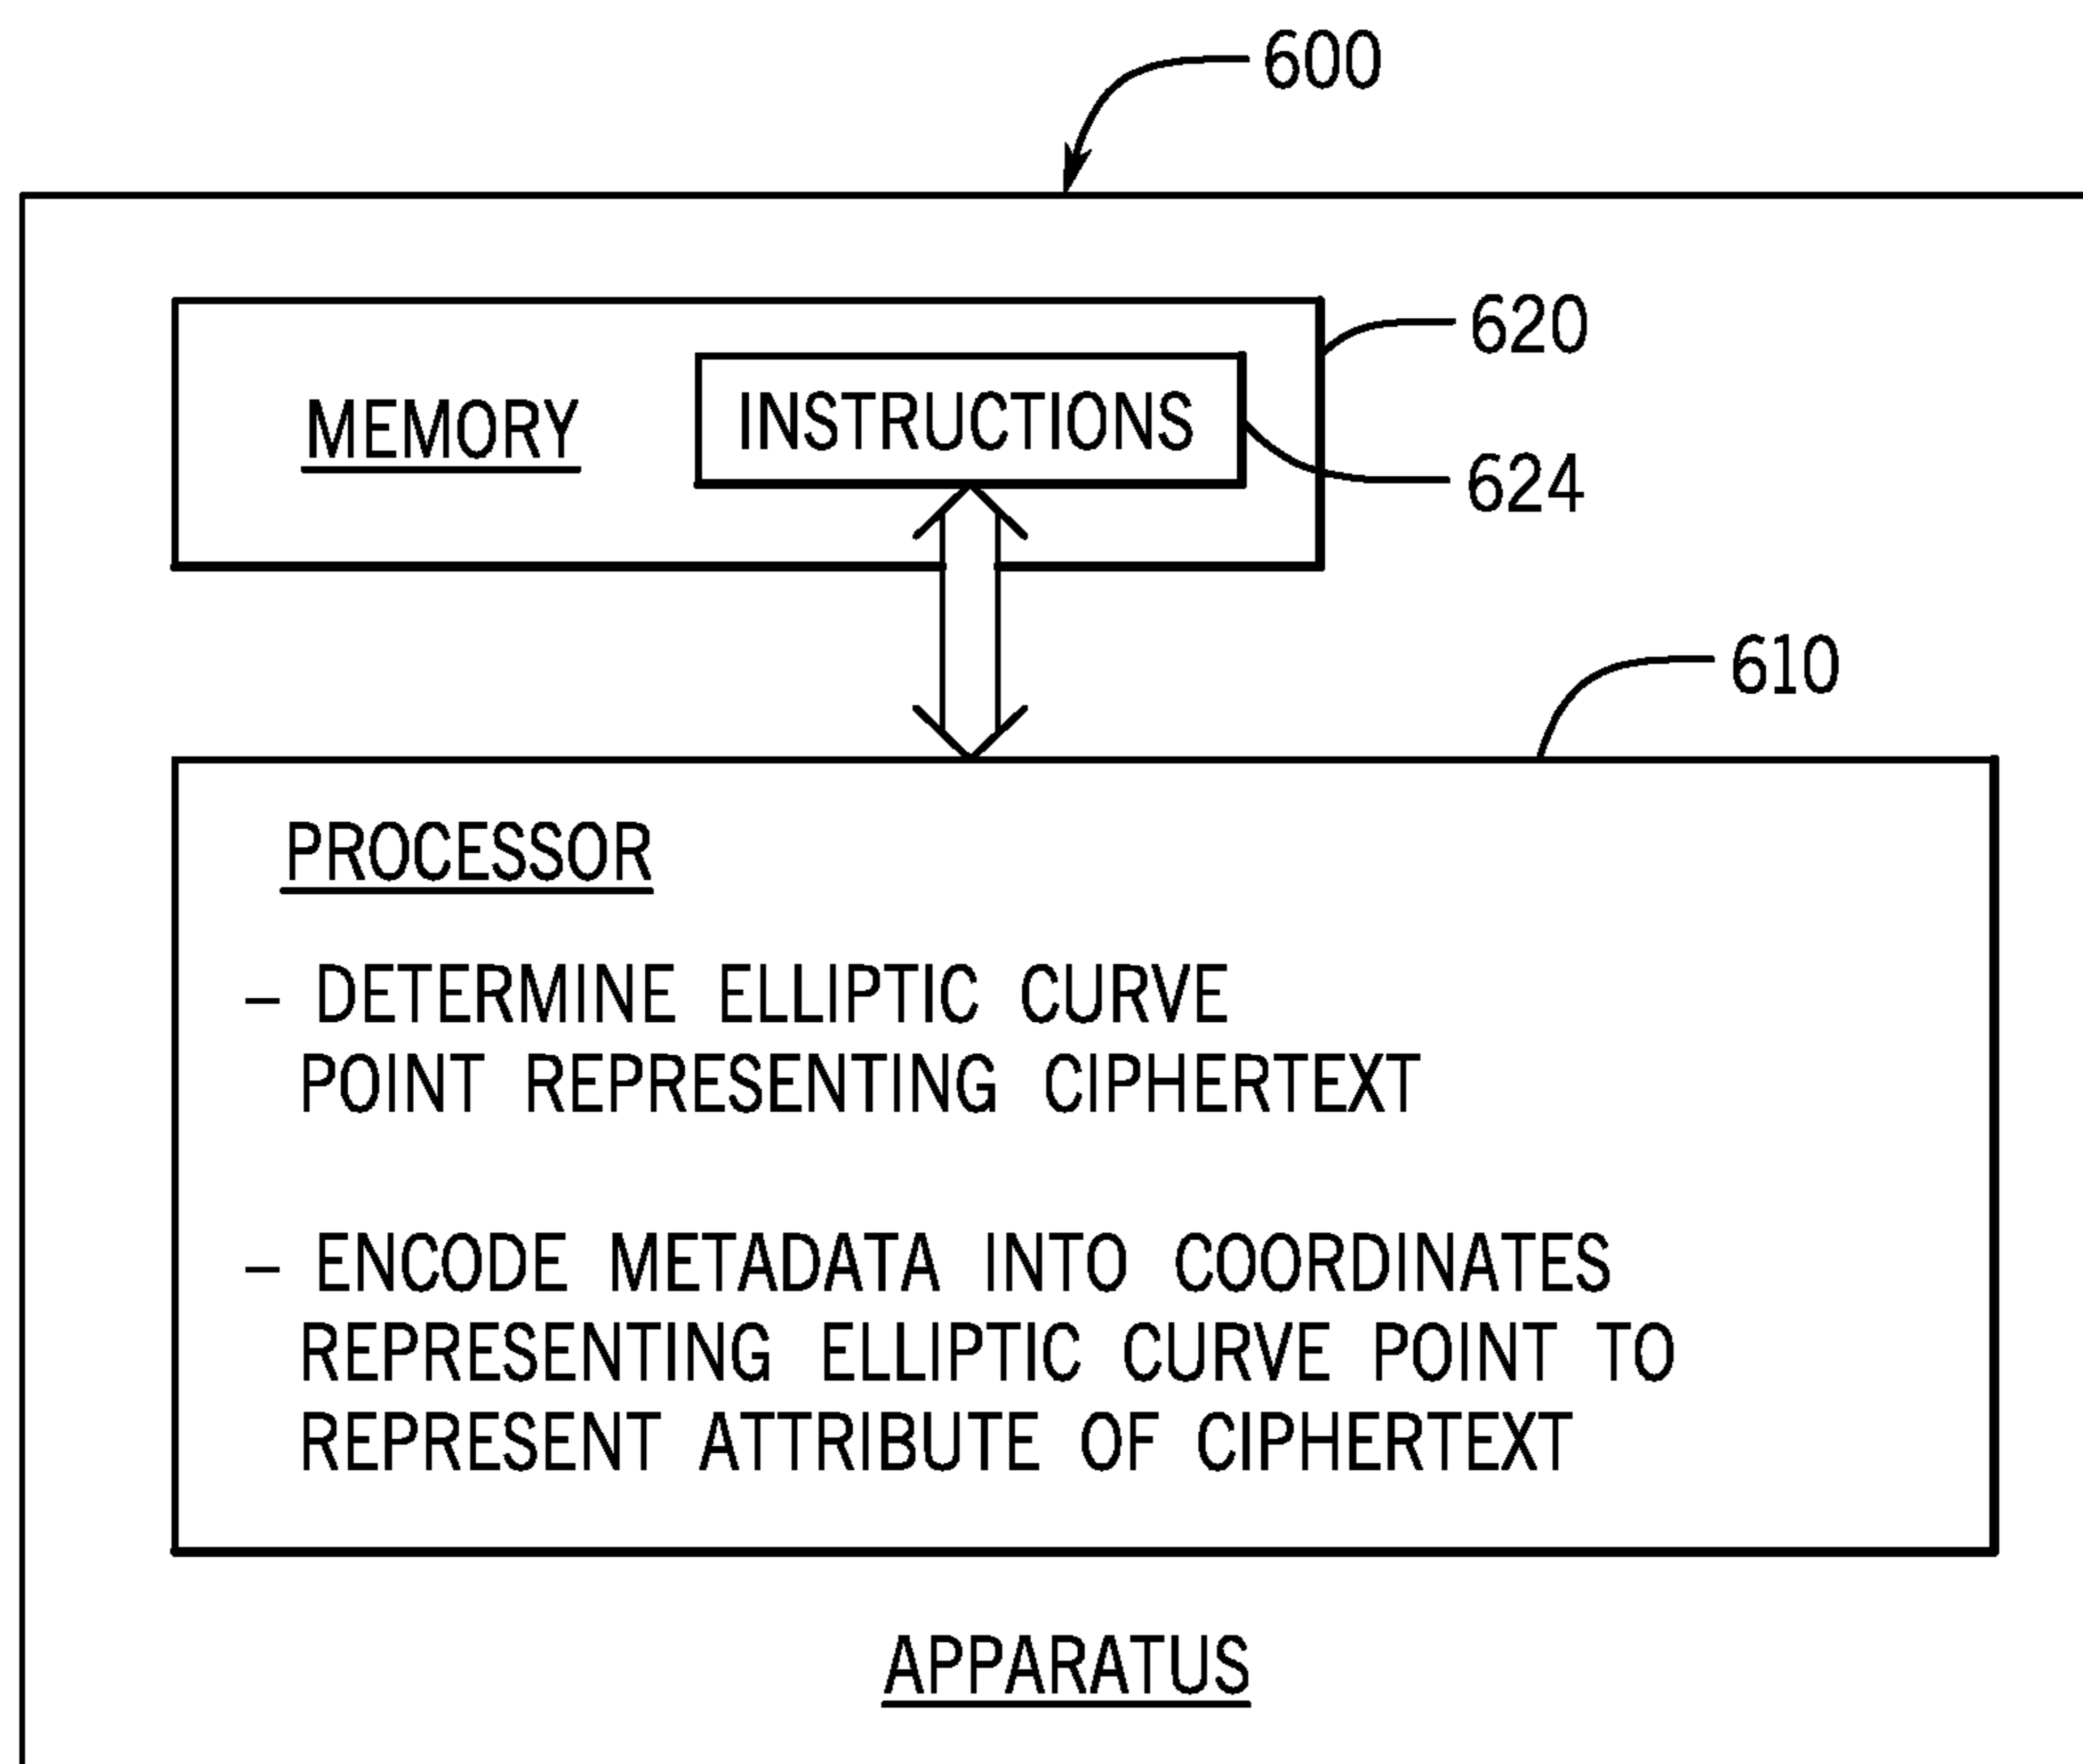 600
620
MEMORY
INSTRUCTIONS
624
610
PROCESSOR
– DETERMINE ELLIPTIC CURVE
POINT REPRESENTING CIPHERTEXT
– ENCODE METADATA INTO COORDINATES
REPRESENTING ELLIPTIC CURVE POINT TO
REPRESENT ATTRIBUTE OF CIPHERTEXT
APPARATUS